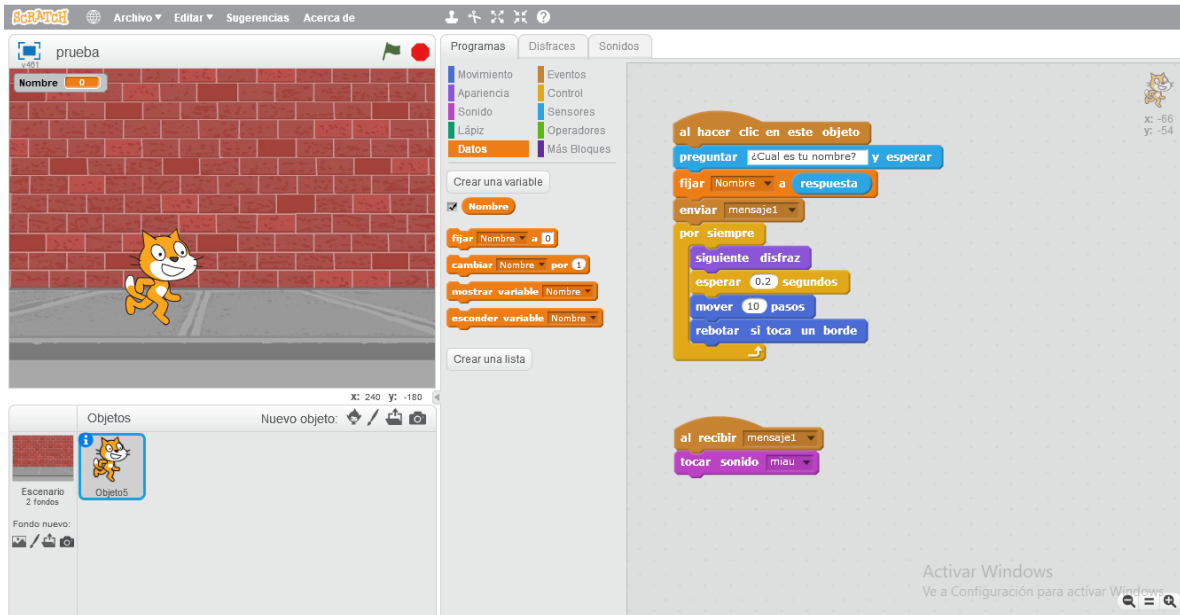 SCRATCH Archivo Editar Sugerencias Acerca de
prueba
v461
Nombre 0
x: 240 y: -180
Objetos Nuevo objeto:
Escenario
2 fondos
Fondo nuevo:
Objeto5
Programas Disfraces Sonidos
Movimiento Eventos
Apariencia Control
Sonido Sensores
Lápiz Operadores
Datos Más Bloques
Crear una variable
Nombre
fijar Nombre a 0
cambiar Nombre por 1
mostrar variable Nombre
esconder variable Nombre
Crear una lista
al hacer clic en este objeto
preguntar ¿Cual es tu nombre? y esperar
fijar Nombre a respuesta
enviar mensaje1
por siempre
siguiente disfraz
esperar 0.2 segundos
mover 10 pasos
rebotar si toca un borde
al recibir mensaje1
tocar sonido miau
x: -66
y: -54
Activar Windows
Ve a Configuración para activar Windows.